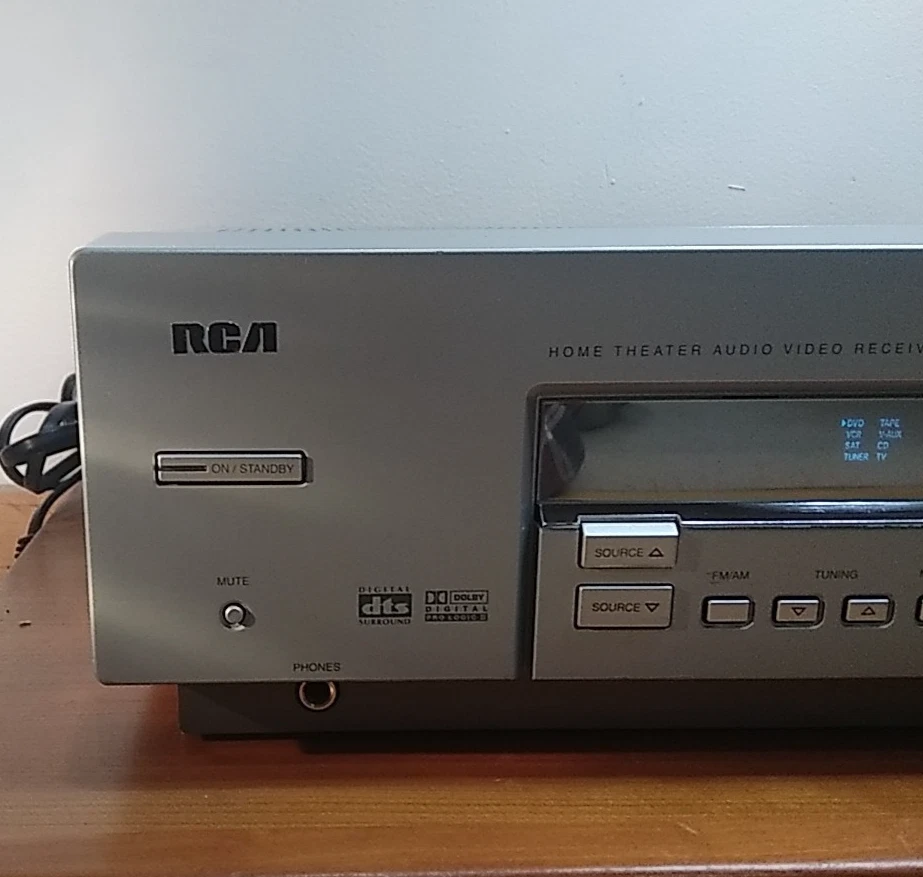 RCA
HOME THEATER AUDIO VIDEO RECEIV
DVD TAPE
VCR V-AUX
SAT CD
TUNER TV
ON / STANDBY
SOURCE
FM/AM
TUNING
MUTE
SOURCE
DIGITAL
dts
SURROUND
DOLBY
DIGITAL
PRO LOGIC II
PHONES